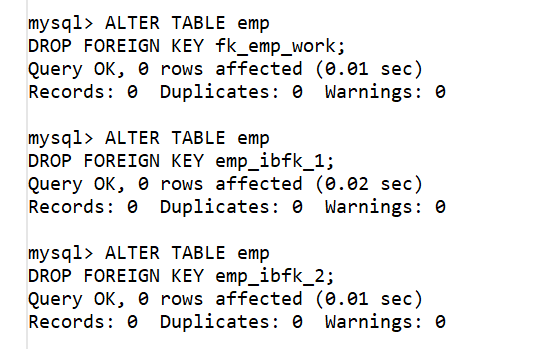 mysql> ALTER TABLE emp
DROP FOREIGN KEY fk_emp_work;
Query OK, 0 rows affected (0.01 sec)
Records: 0  Duplicates: 0  Warnings: 0
mysql> ALTER TABLE emp
DROP FOREIGN KEY emp_ibfk_1;
Query OK, 0 rows affected (0.02 sec)
Records: 0  Duplicates: 0  Warnings: 0
mysql> ALTER TABLE emp
DROP FOREIGN KEY emp_ibfk_2;
Query OK, 0 rows affected (0.01 sec)
Records: 0  Duplicates: 0  Warnings: 0